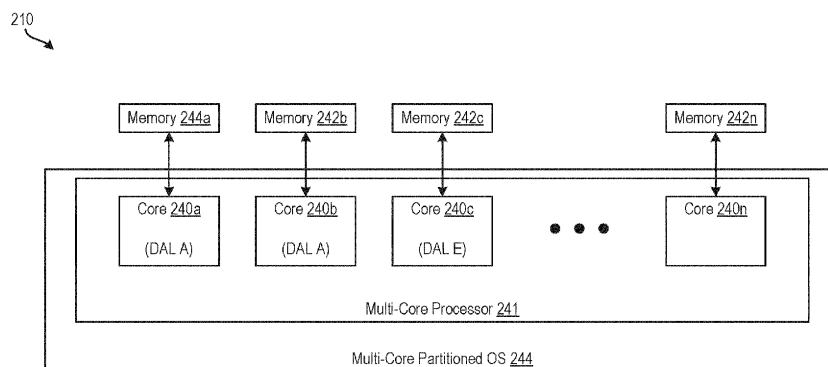 210
Memory 244a
Memory 242b
Memory 242c
Memory 242n
Core 240a
Core 240b
Core 240c
Core 240n
(DAL A)
(DAL A)
(DAL E)
Multi-Core Processor 241
Multi-Core Partitioned OS 244